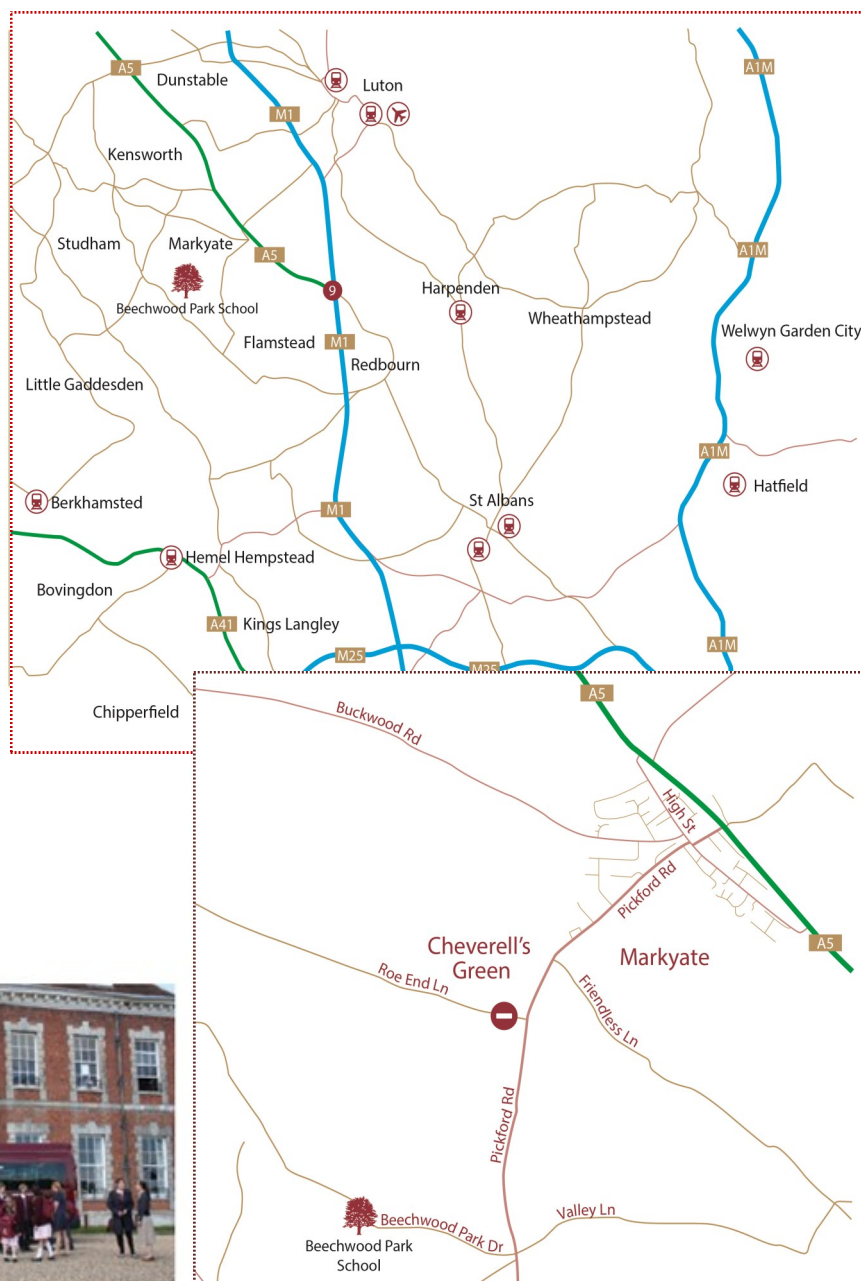 A5
Dunstable
Luton
A1M
M1
Kensworth
Studham
Markyate
A5
A1M
Beechwood Park School
9
Harpenden
Wheathampstead
Welwyn Garden City
Flamstead
M1
Redbourn
Little Gaddesden
A1M
Berkhamsted
M1
St Albans
Hatfield
Hemel Hempstead
Bovingdon
A41
Kings Langley
M25
M25
A1M
Chipperfield
A5
Buckwood Rd
High St
Pickford Rd
Cheverell's
Green
Markyate
A5
Roe End Ln
Friendless Ln
Pickford Rd
Beechwood Park Dr
Valley Ln
Beechwood Park
School